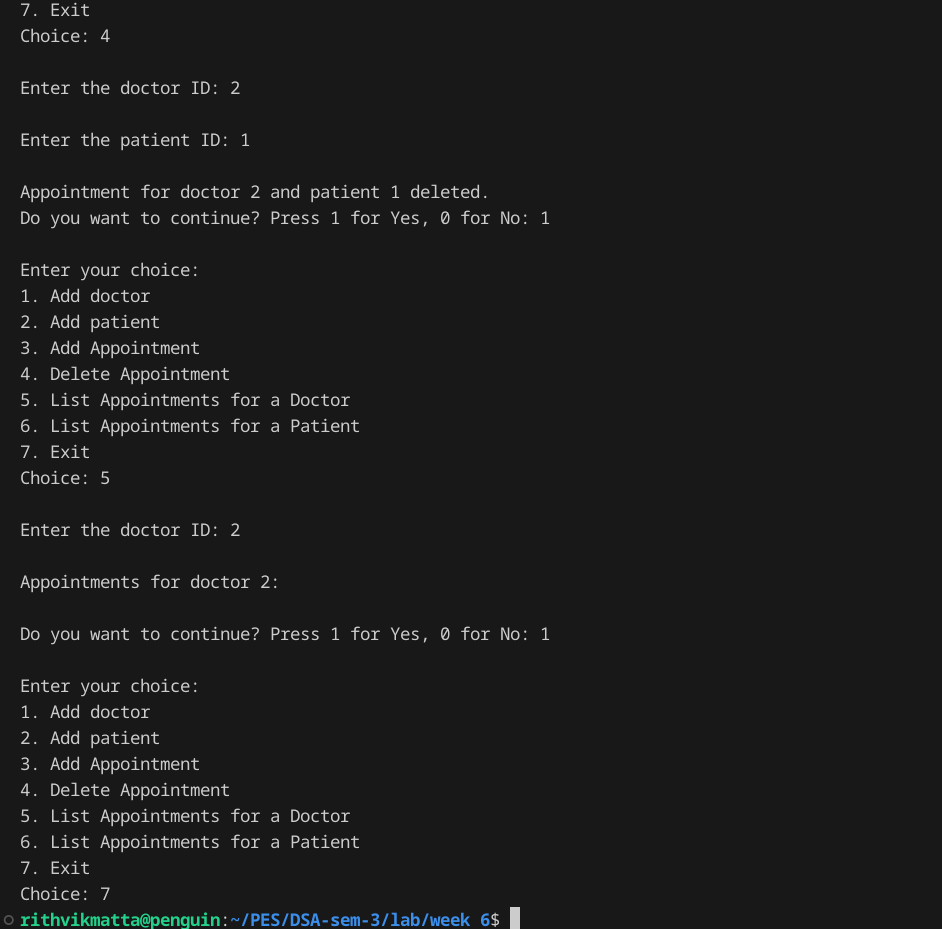 7. Exit
Choice: 4
Enter the doctor ID: 2
Enter the patient ID: 1
Appointment for doctor 2 and patient 1 deleted.
Do you want to continue? Press 1 for Yes, 0 for No: 1
Enter your choice:
1. Add doctor
2. Add patient
3. Add Appointment
4. Delete Appointment
5. List Appointments for a Doctor
6. List Appointments for a Patient
7. Exit
Choice: 5
Enter the doctor ID: 2
Appointments for doctor 2:
Do you want to continue? Press 1 for Yes, 0 for No: 1
Enter your choice:
1. Add doctor
2. Add patient
3. Add Appointment
4. Delete Appointment
5. List Appointments for a Doctor
6. List Appointments for a Patient
7. Exit
Choice: 7
rithvikmatta@penguin:~/PES/DSA-sem-3/lab/week 6$